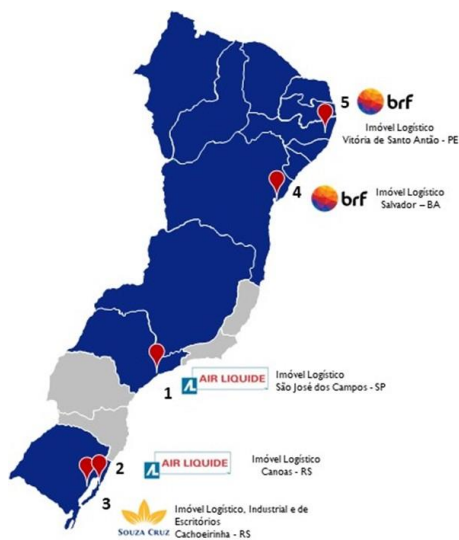 5
brf
Imóvel Logístico
Vitória de Santo Antão - PE
4
brf
Imóvel Logístico
Salvador – BA
1
AL AIR LIQUIDE
Imóvel Logístico
São José dos Campos - SP
2
AL AIR LIQUIDE
Imóvel Logístico
Canoas - RS
3
SOUZA CRUZ
Imóvel Logístico, Industrial e de
Escritórios
Cachoeirinha - RS